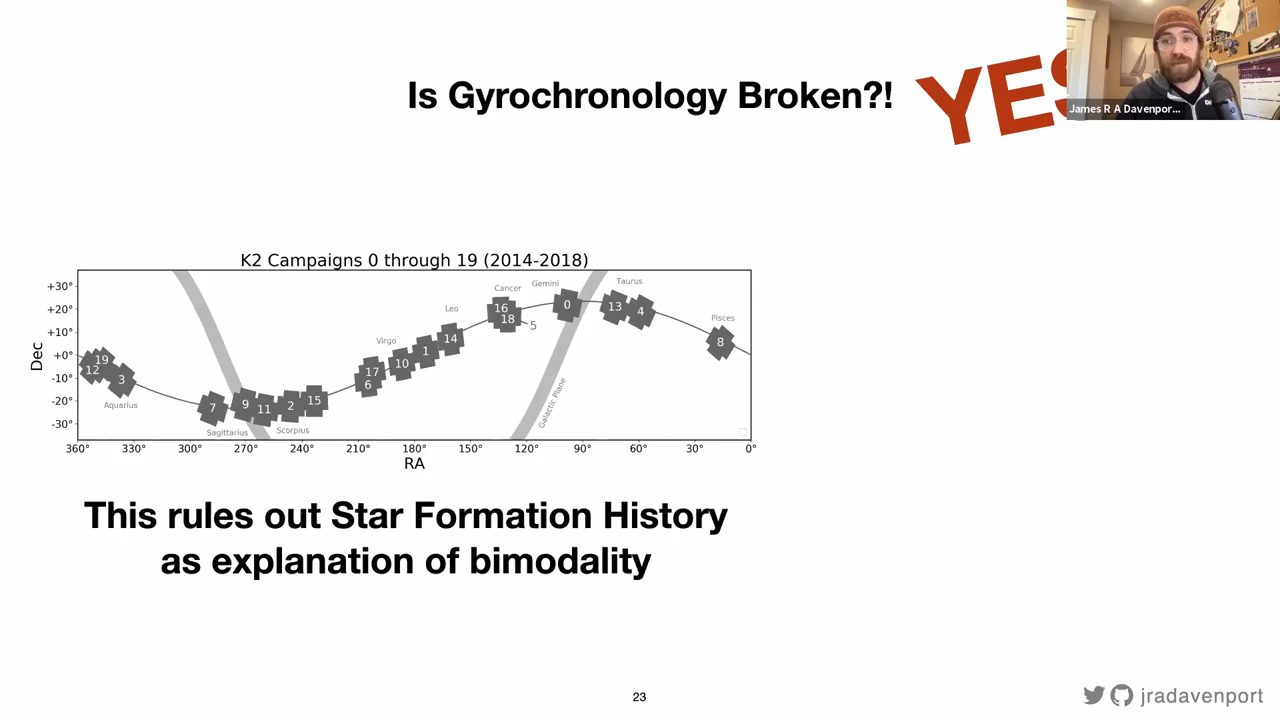 Is Gyrochronology Broken?!
YES
James R A Davenpor...
K2 Campaigns 0 through 19 (2014-2018)
+30°
+20°
+10°
+0°
-10°
-20°
-30°
Dec
19
12
3
Aquarius
7
Sagittarius
9
11
2
Scorpius
15
17
6
Virgo
10
1
14
Leo
16
18
5
Cancer
Gemini
0
Galactic Plane
Taurus
13
4
Pisces
8
360°
330°
300°
270°
240°
210°
180°
150°
120°
90°
60°
30°
0°
RA
This rules out Star Formation History
as explanation of bimodality
23
jradavenport